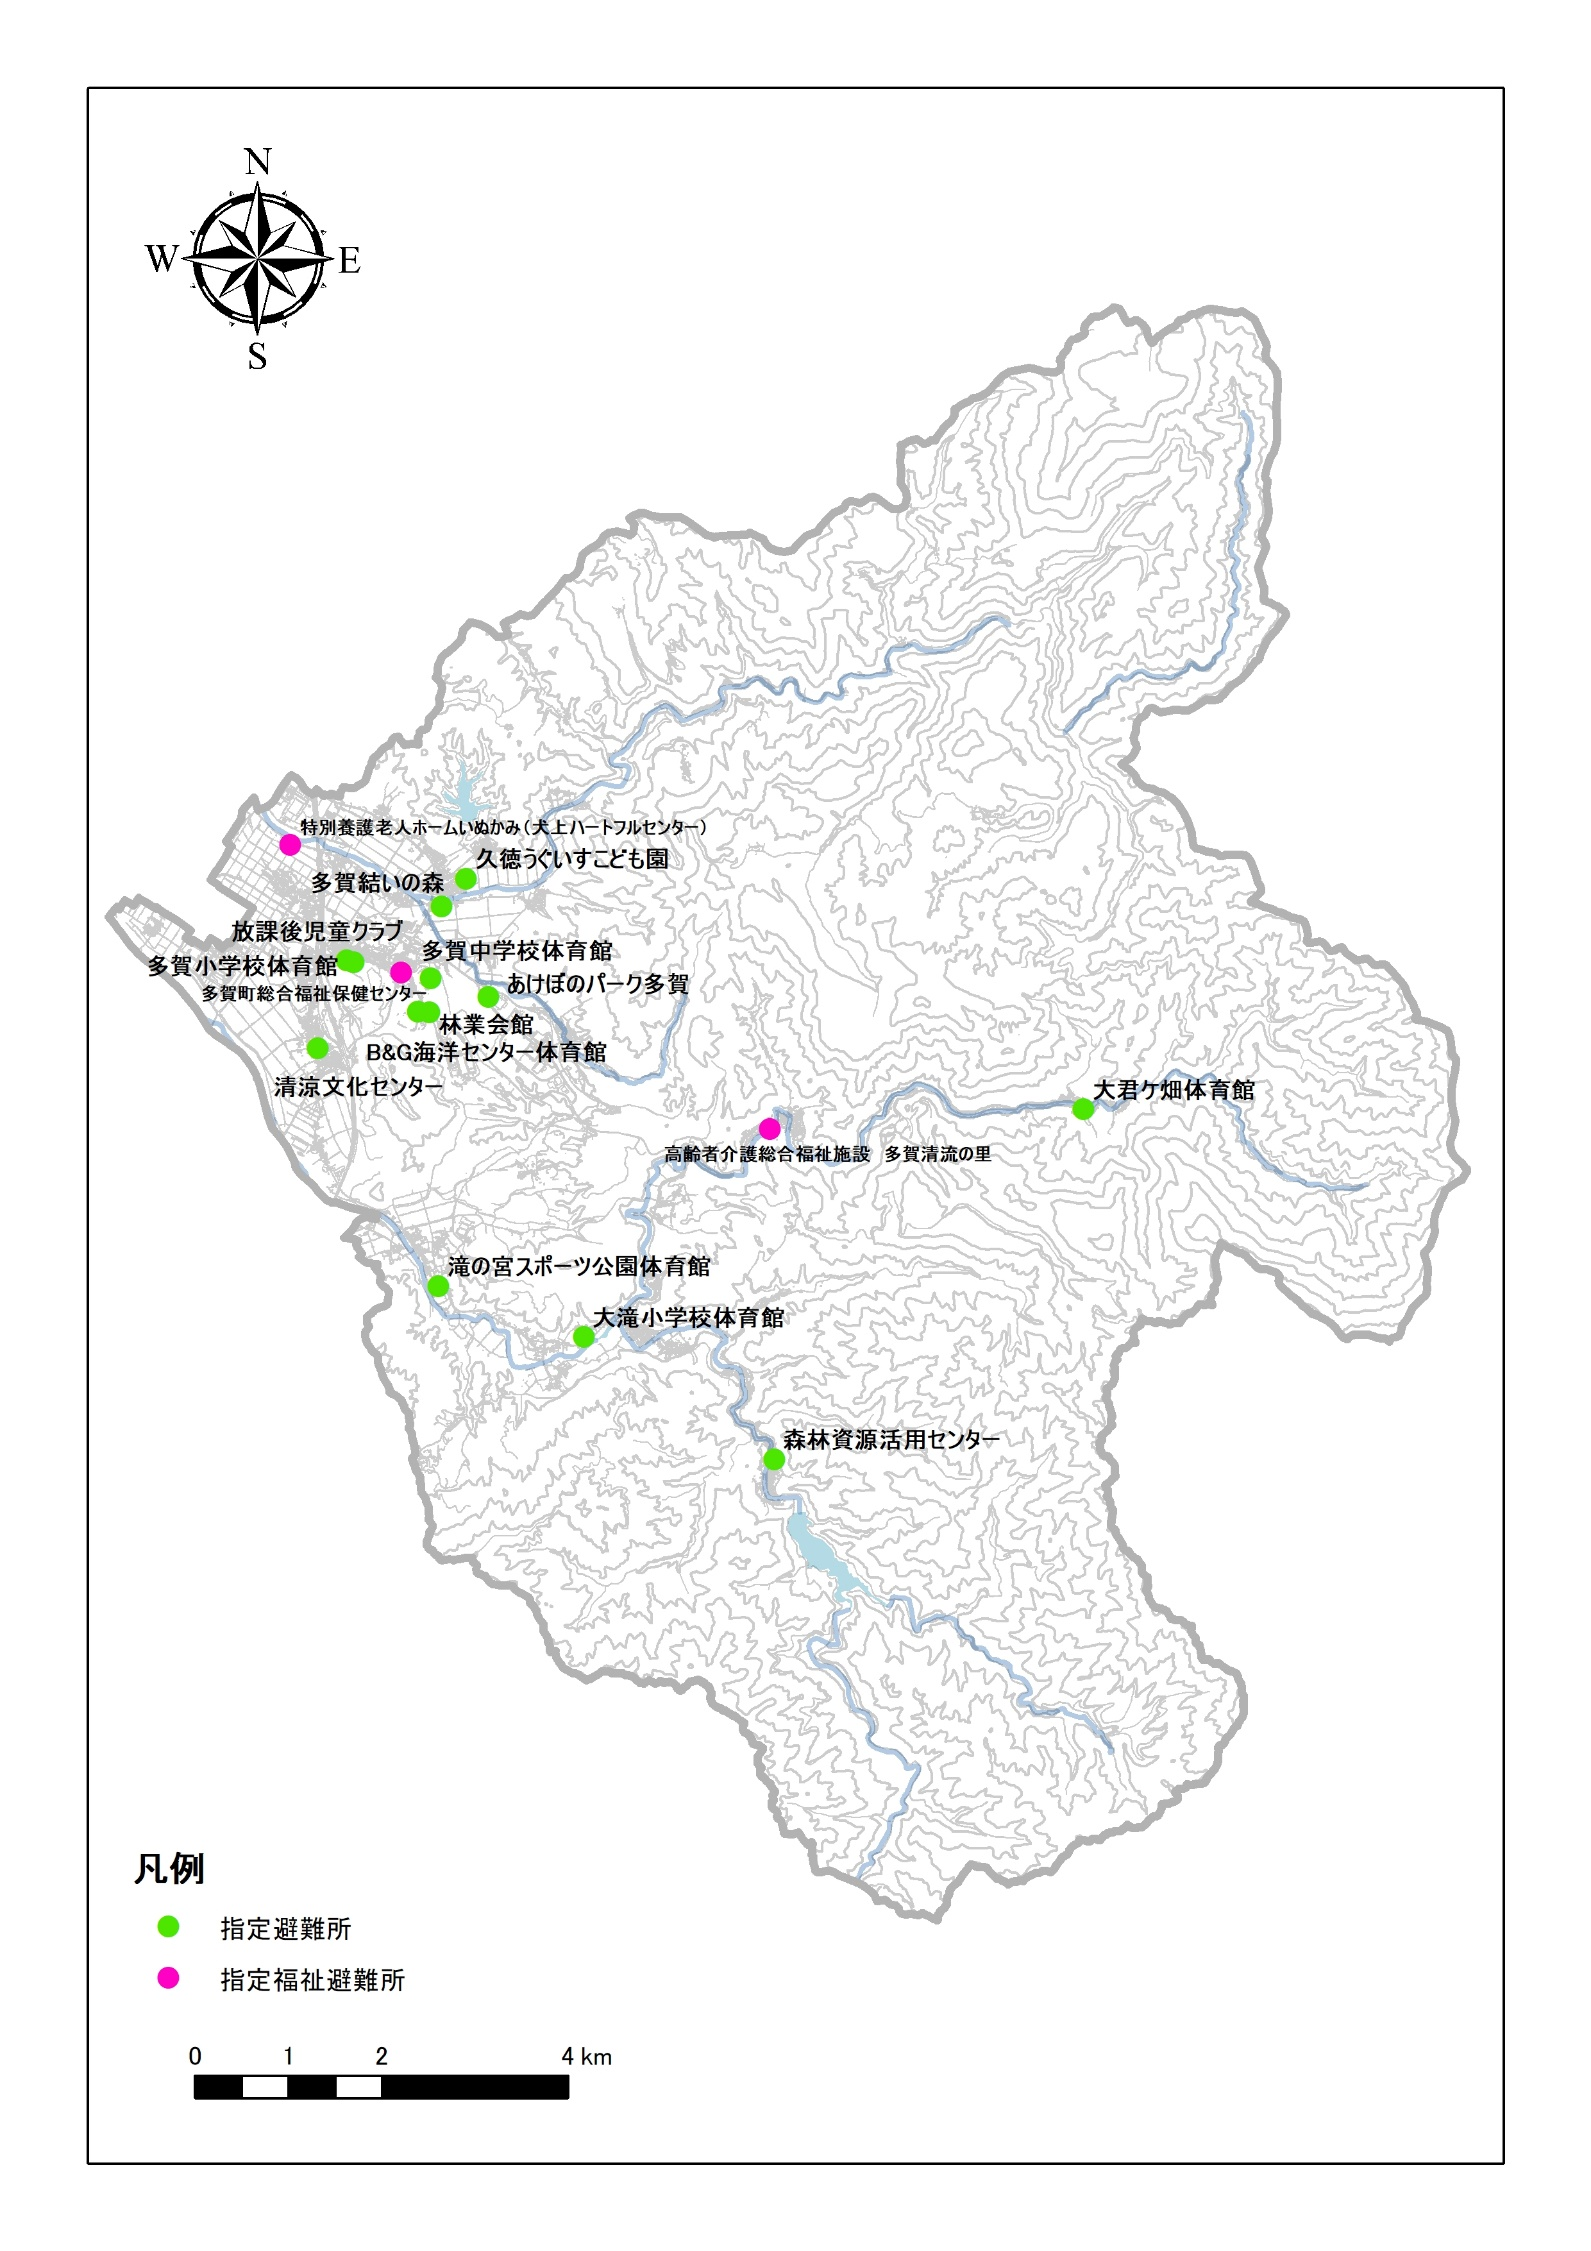 N
W
E
S
特別養護老人ホームいぬかみ（犬上ハートフルセンター）
久徳うぐいすこども園
多賀結いの森
放課後児童クラブ
多賀中学校体育館
多賀小学校体育館
あけぼのパーク多賀
多賀町総合福祉保健センター
林業会館
B&G海洋センター体育館
清涼文化センター
大君ケ畑体育館
高齢者介護総合福祉施設　多賀清流の里
滝の宮スポーツ公園体育館
大滝小学校体育館
森林資源活用センター
凡例
指定避難所
指定福祉避難所
0 1 2 4 km